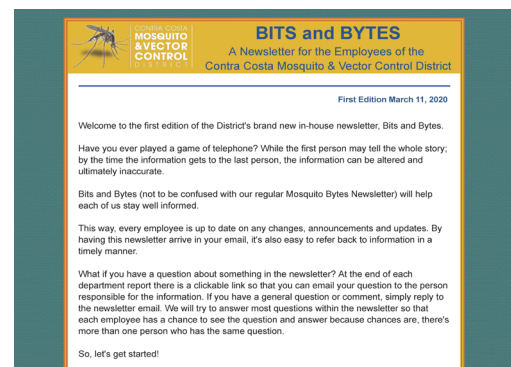 CONTRA COSTA
MOSQUITO
&VECTOR
CONTROL
DISTRICT
BITS and BYTES
A Newsletter for the Employees of the
Contra Costa Mosquito & Vector Control District
First Edition March 11, 2020
Welcome to the first edition of the District's brand new in-house newsletter, Bits and Bytes.
Have you ever played a game of telephone? While the first person may tell the whole story;
by the time the information gets to the last person, the information can be altered and
ultimately inaccurate.
Bits and Bytes (not to be confused with our regular Mosquito Bytes Newsletter) will help
each of us stay well informed.
This way, every employee is up to date on any changes, announcements and updates. By
having this newsletter arrive in your email, it's also easy to refer back to information in a
timely manner.
What if you have a question about something in the newsletter? At the end of each
department report there is a clickable link so that you can email your question to the person
responsible for the information. If you have a general question or comment, simply reply to
the newsletter email. We will try to answer most questions within the newsletter so that
each employee has a chance to see the question and answer because chances are, there's
more than one person who has the same question.
So, let's get started!